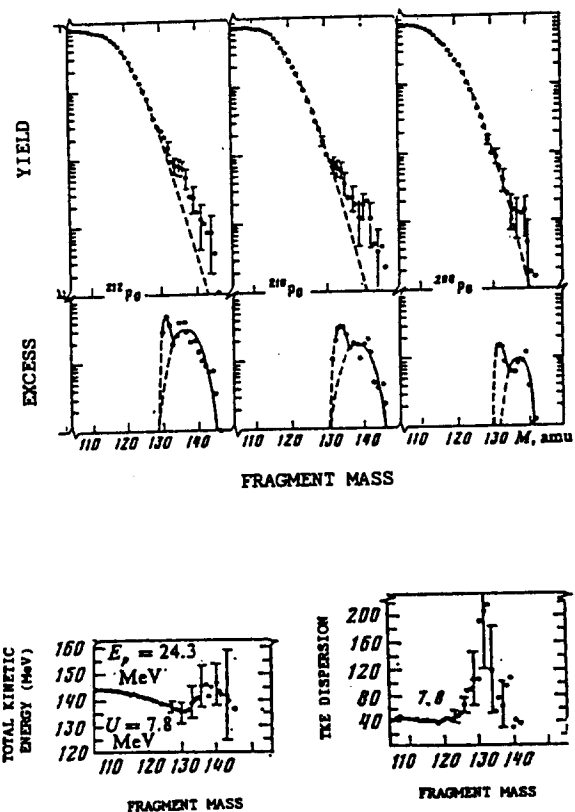 YIELD
²¹²Po
²¹⁰Po
²⁰⁸Po
EXCESS
110 120 130 140
110 120 130 140
110 120 130 140 M, amu
FRAGMENT MASS
TOTAL KINETIC
ENERGY (MeV)
160
150
140
130
120
E_p = 24.3
MeV
U = 7.8
MeV
110 120 130 140
FRAGMENT MASS
TKE DISPERSION
200
160
120
80
40
7.8
110 120 130 140
FRAGMENT MASS